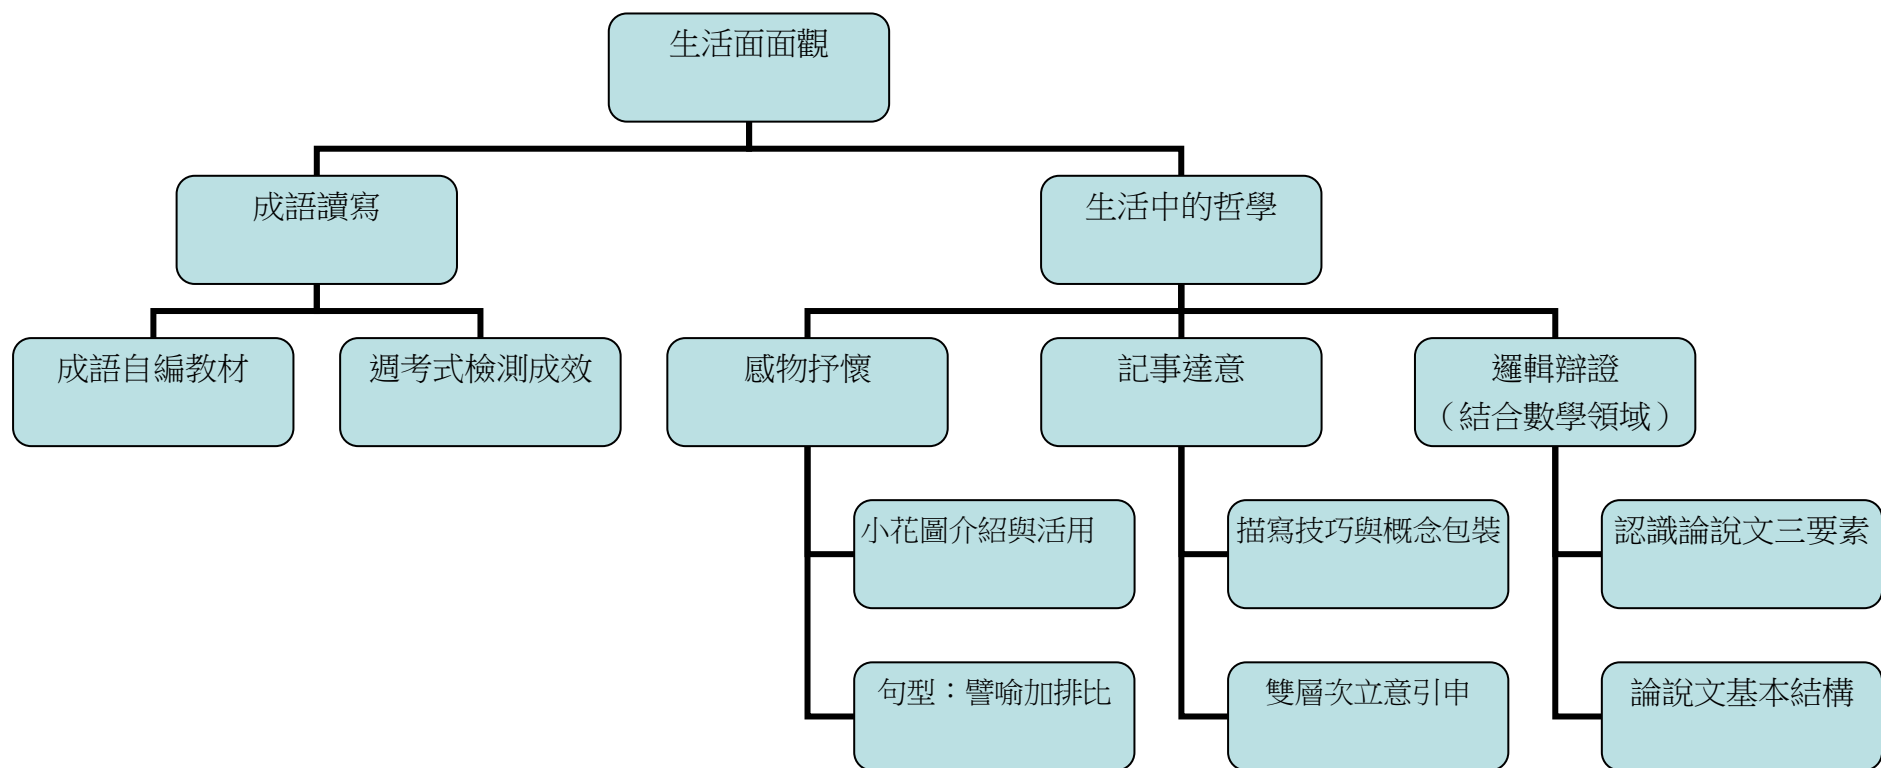 生活面面觀
成語讀寫
生活中的哲學
成語自編教材
週考式檢測成效
感物抒懷
記事達意
邏輯辯證
（結合數學領域）
小花圖介紹與活用
描寫技巧與概念包裝
認識論說文三要素
句型：譬喻加排比
雙層次立意引申
論說文基本結構